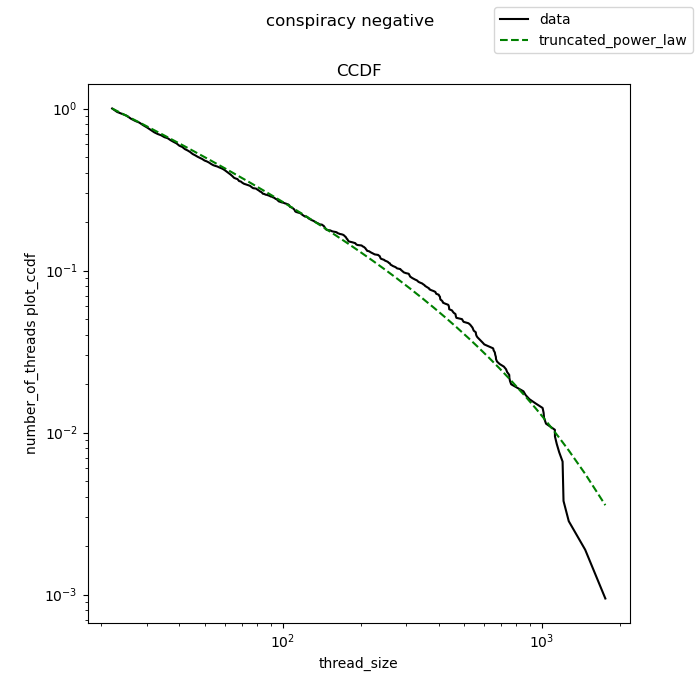 conspiracy negative
data
truncated_power_law
CCDF
10⁰
10⁻¹
10⁻²
10⁻³
number_of_threads plot_ccdf
10²
10³
thread_size